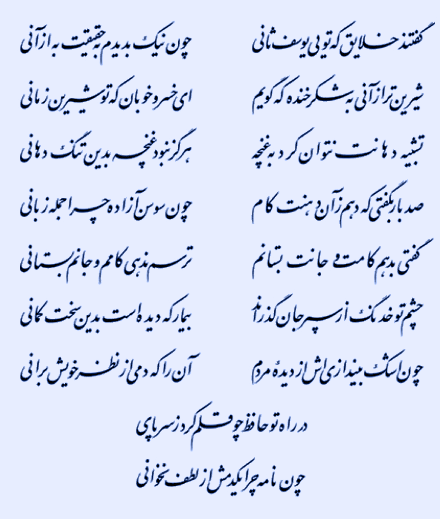 گفتند خلایق که تویی یوسف ثانی چون نیک بدیدم به حقیقت به از آنی
شیرین تر از آنی به شکرخنده که گویم ای خسرو خوبان که تو شیرین زمانی
تشبیه دهانت نتوان کرد به غنچه هرگز نبود غنچه بدین تنگ دهانی
صد بار بگفتی که دهم زان دهنت کام چون سوسن آزاده چرا جمله زبانی
گفتی بدهم کامت و جانت بستانم ترسم ندهی کامم و جانم بستانی
چشم تو خدنگ از سپر جان گذراند بیمار که دیده است بدین سخت کمانی
چون اشک بیندازی اش از دیده مردم آن را که دمی از نظر خویش برانی
در راه تو حافظ چو قلم کرد ز سر پای
چون نامه چرا یکدمش از لطف نخوانی